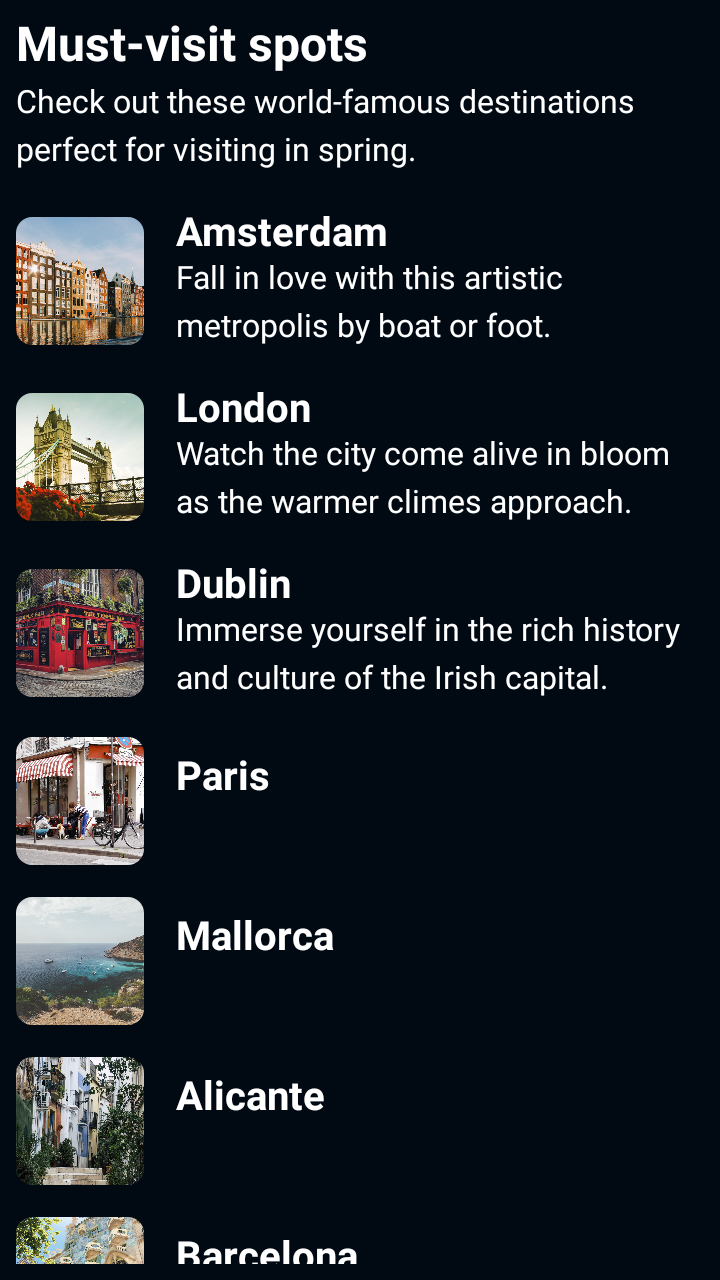 Must-visit spots
Check out these world-famous destinations
perfect for visiting in spring.
Amsterdam
Fall in love with this artistic
metropolis by boat or foot.
London
Watch the city come alive in bloom
as the warmer climes approach.
Dublin
Immerse yourself in the rich history
and culture of the Irish capital.
Paris
Mallorca
Alicante
Barcelona